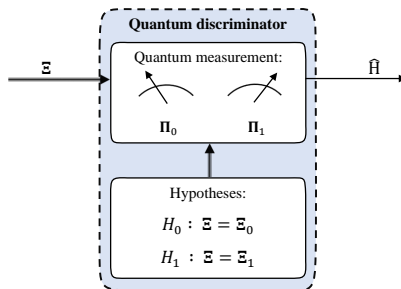 Quantum discriminator
Quantum measurement:
Ξ
Ĥ
Π₀ Π₁
Hypotheses:
H₀ : Ξ = Ξ₀
H₁ : Ξ = Ξ₁